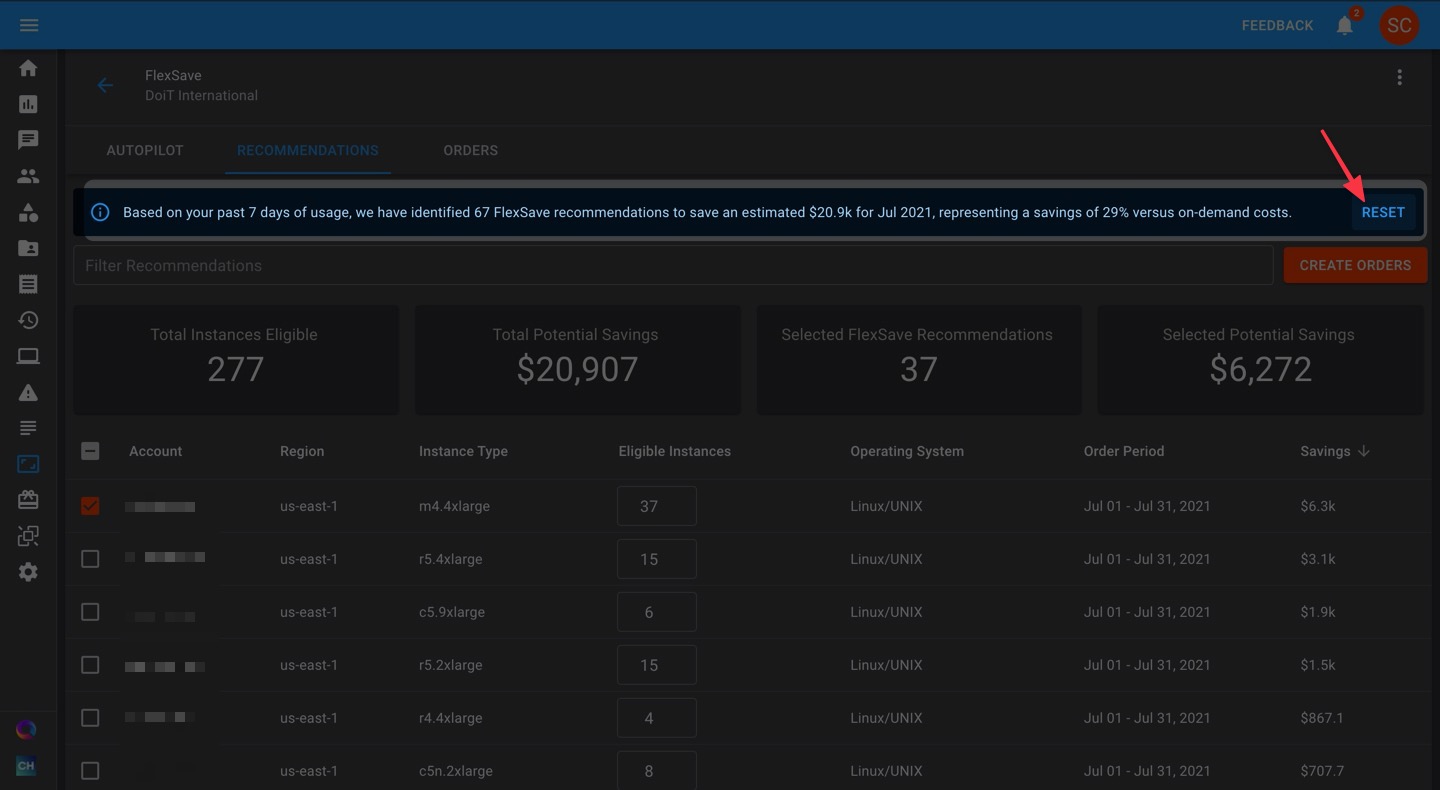 FEEDBACK
2
SC
FlexSave
DoiT International
AUTOPILOT
RECOMMENDATIONS
ORDERS
Based on your past 7 days of usage, we have identified 67 FlexSave recommendations to save an estimated $20.9k for Jul 2021, representing a savings of 29% versus on-demand costs.
RESET
Filter Recommendations
CREATE ORDERS
Total Instances Eligible
277
Total Potential Savings
$20,907
Selected FlexSave Recommendations
37
Selected Potential Savings
$6,272
Account Region Instance Type Eligible Instances Operating System Order Period Savings
us-east-1 m4.4xlarge 37 Linux/UNIX Jul 01 - Jul 31, 2021 $6.3k
us-east-1 r5.4xlarge 15 Linux/UNIX Jul 01 - Jul 31, 2021 $3.1k
us-east-1 c5.9xlarge 6 Linux/UNIX Jul 01 - Jul 31, 2021 $1.9k
us-east-1 r5.2xlarge 15 Linux/UNIX Jul 01 - Jul 31, 2021 $1.5k
us-east-1 r4.4xlarge 4 Linux/UNIX Jul 01 - Jul 31, 2021 $867.1
us-east-1 c5n.2xlarge 8 Linux/UNIX Jul 01 - Jul 31, 2021 $707.7
CH